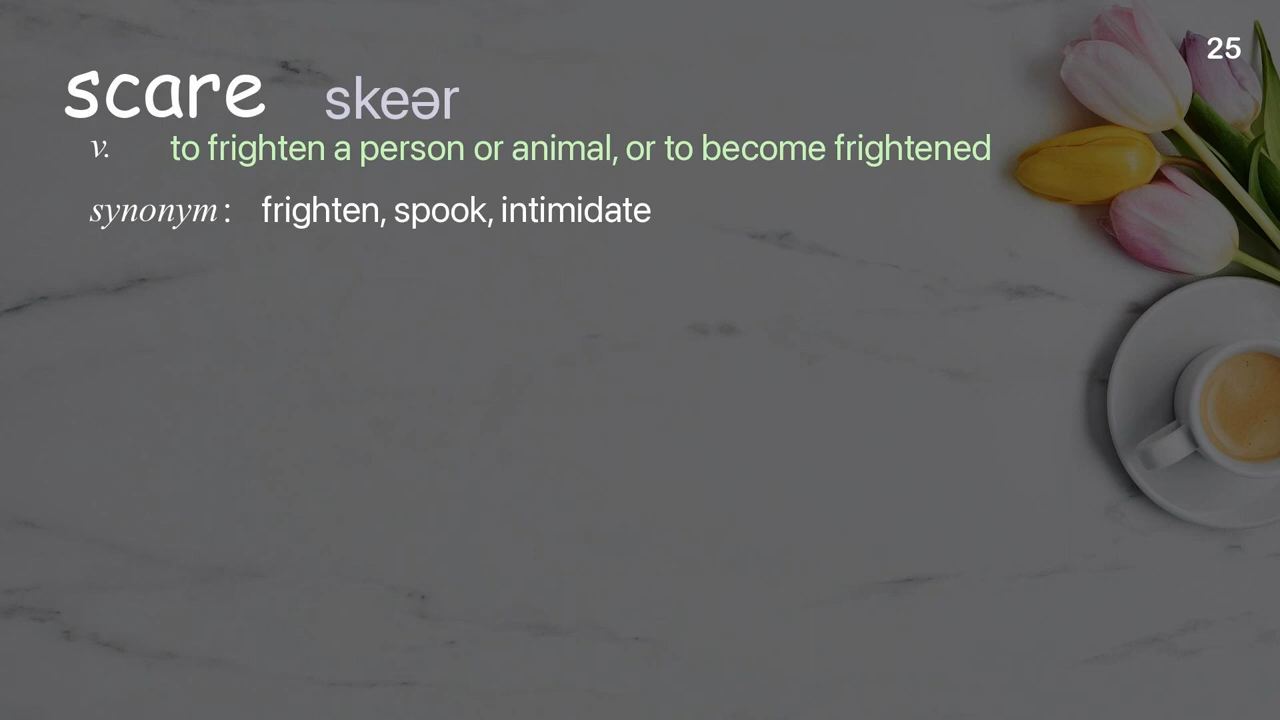 25
scare skeər
v. to frighten a person or animal, or to become frightened
synonym: frighten, spook, intimidate